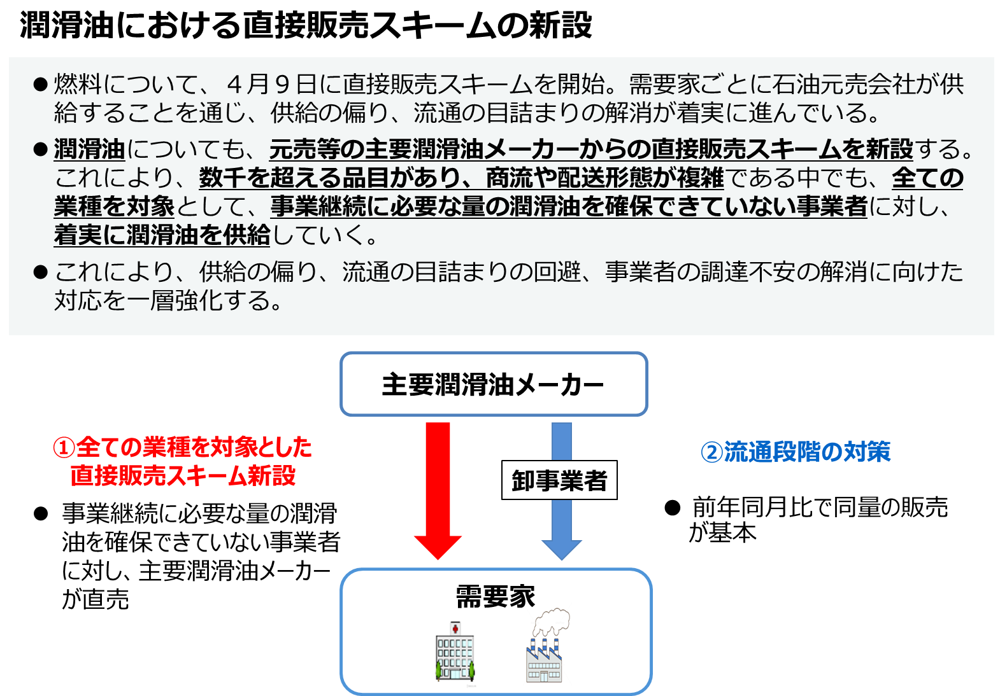 潤滑油における直接販売スキームの新設
●燃料について、４月９日に直接販売スキームを開始。需要家ごとに石油元売会社が供
給することを通じ、供給の偏り、流通の目詰まりの解消が着実に進んでいる。
●潤滑油についても、元売等の主要潤滑油メーカーからの直接販売スキームを新設する。
これにより、数千を超える品目があり、商流や配送形態が複雑である中でも、全ての
業種を対象として、事業継続に必要な量の潤滑油を確保できていない事業者に対し、
着実に潤滑油を供給していく。
●これにより、供給の偏り、流通の目詰まりの回避、事業者の調達不安の解消に向けた
対応を一層強化する。
主要潤滑油メーカー
①全ての業種を対象とした
直接販売スキーム新設
● 事業継続に必要な量の潤滑
油を確保できていない事業者
に対し、主要潤滑油メーカー
が直売
卸事業者
②流通段階の対策
● 前年同月比で同量の販売
が基本
需要家